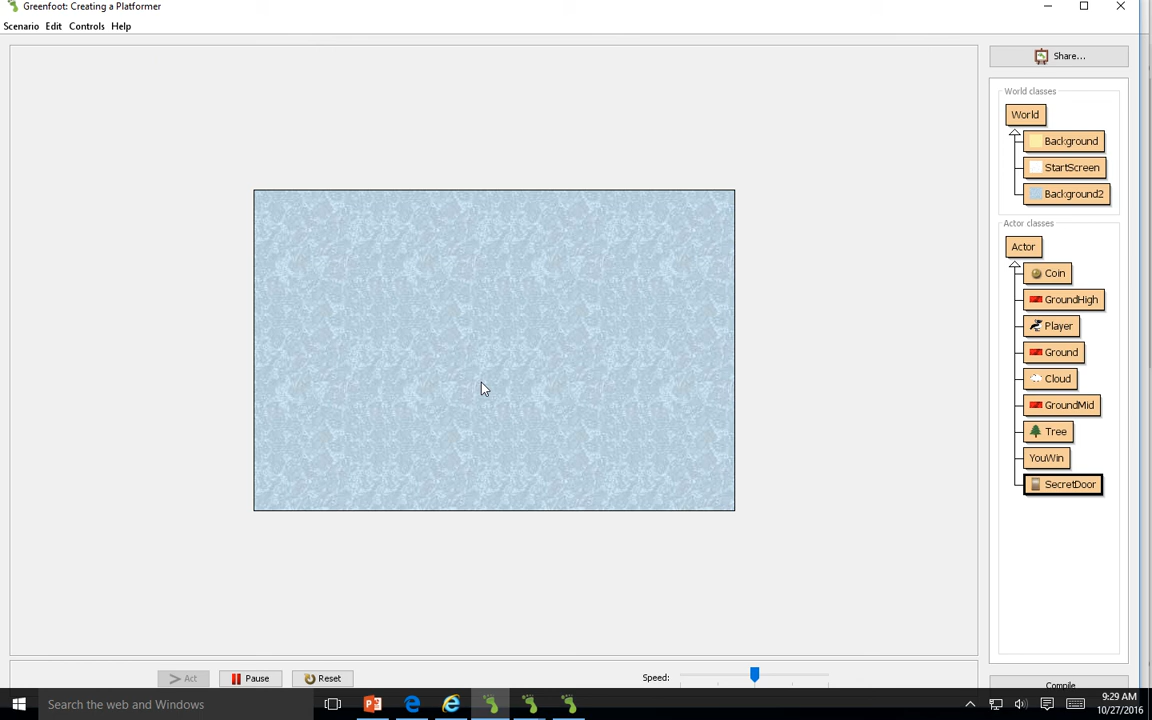 Greenfoot: Creating a Platformer
Scenario Edit Controls Help
Share...
World classes
World
Background
StartScreen
Background2
Actor classes
Actor
Coin
GroundHigh
Player
Ground
Cloud
GroundMid
Tree
YouWin
SecretDoor
Act Pause Reset Speed:
Compile
Search the web and Windows
9:29 AM
10/27/2016